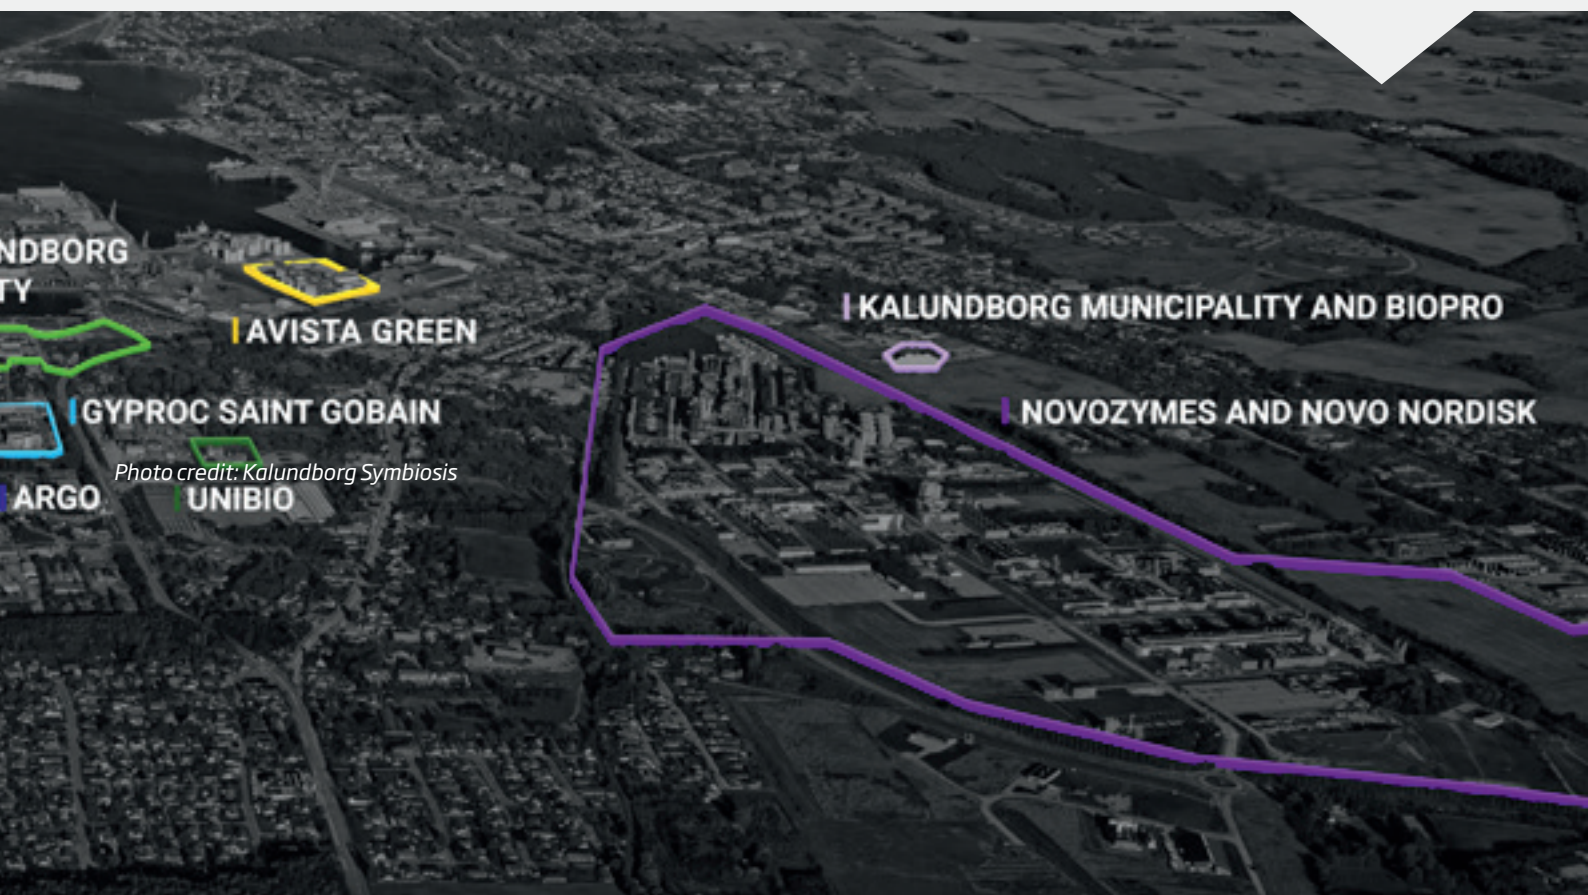 NDBORG
TY
AVISTA GREEN
KALUNDBORG MUNICIPALITY AND BIOPRO
GYPROC SAINT GOBAIN
NOVOZYMES AND NOVO NORDISK
Photo credit: Kalundborg Symbiosis
ARGO
UNIBIO